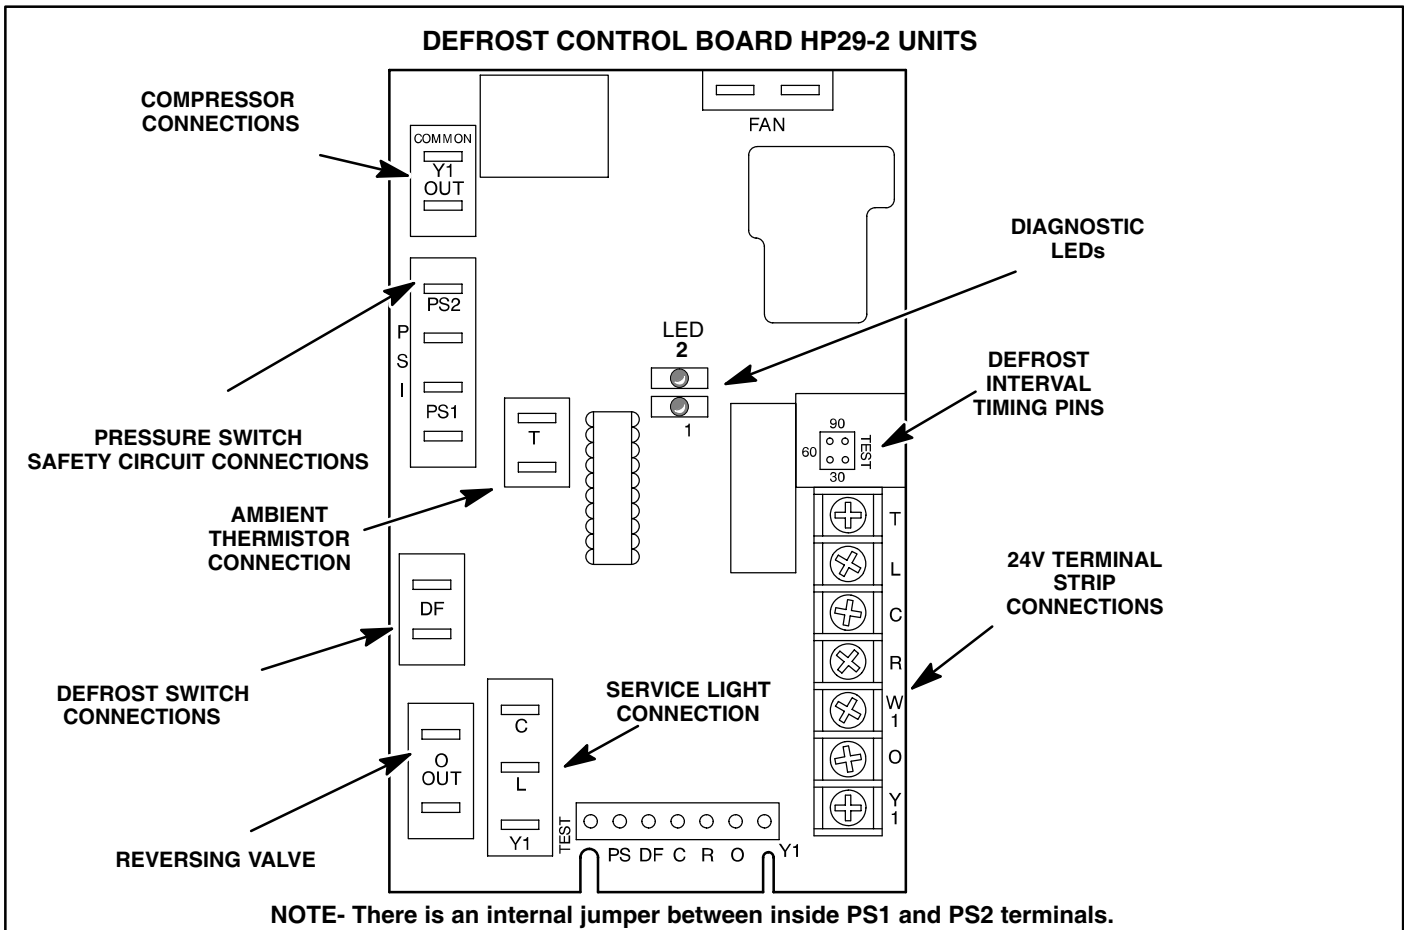 DEFROST CONTROL BOARD HP29-2 UNITS
COMPRESSOR
CONNECTIONS
COMMON
Y1
OUT
FAN
DIAGNOSTIC
LEDs
PS2
P
S
I
PS1
LED
2
1
DEFROST
INTERVAL
TIMING PINS
90
60
30
TEST
PRESSURE SWITCH
SAFETY CIRCUIT CONNECTIONS
T
AMBIENT
THERMISTOR
CONNECTION
T
L
C
R
W
1
O
Y
1
24V TERMINAL
STRIP
CONNECTIONS
DF
DEFROST SWITCH
CONNECTIONS
SERVICE LIGHT
CONNECTION
C
L
Y1
O
OUT
REVERSING VALVE
TEST
PS DF C R O Y1
NOTE- There is an internal jumper between inside PS1 and PS2 terminals.